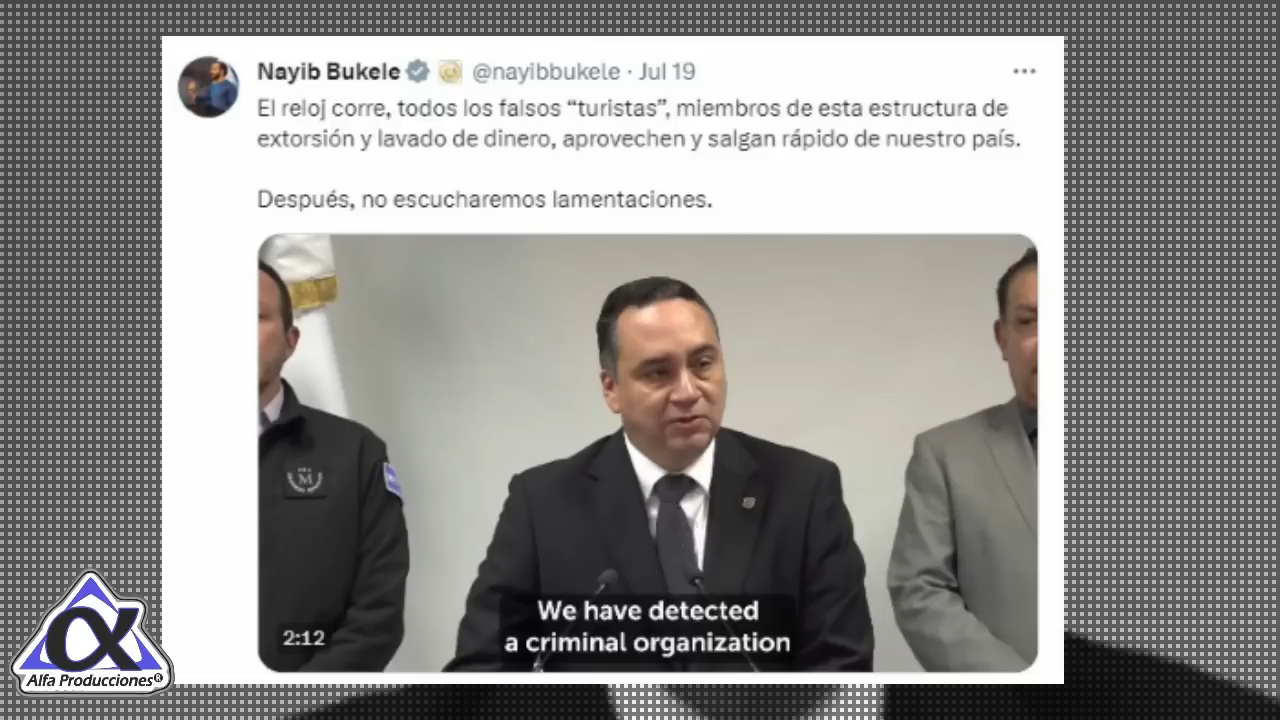 Nayib Bukele @nayibbukele · Jul 19
El reloj corre, todos los falsos “turistas”, miembros de esta estructura de
extorsión y lavado de dinero, aprovechen y salgan rápido de nuestro país.
Después, no escucharemos lamentaciones.
M
We have detected
a criminal organization
2:12
α
Alfa Producciones®